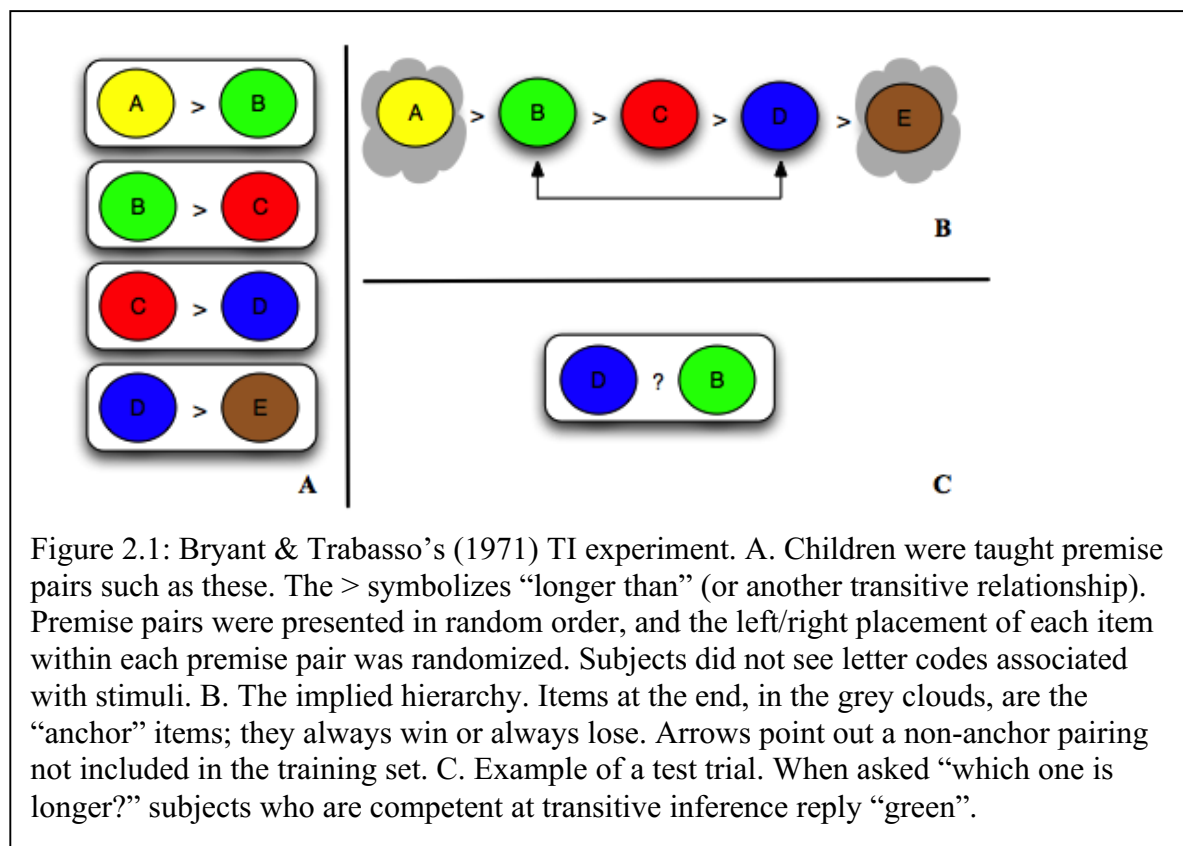 A > B
B > C
C > D
D > E
A
A > B > C > D > E
B
D ? B
C
Figure 2.1: Bryant & Trabasso’s (1971) TI experiment. A. Children were taught premise
pairs such as these. The > symbolizes “longer than” (or another transitive relationship).
Premise pairs were presented in random order, and the left/right placement of each item
within each premise pair was randomized. Subjects did not see letter codes associated
with stimuli. B. The implied hierarchy. Items at the end, in the grey clouds, are the
“anchor” items; they always win or always lose. Arrows point out a non-anchor pairing
not included in the training set. C. Example of a test trial. When asked “which one is
longer?” subjects who are competent at transitive inference reply “green”.